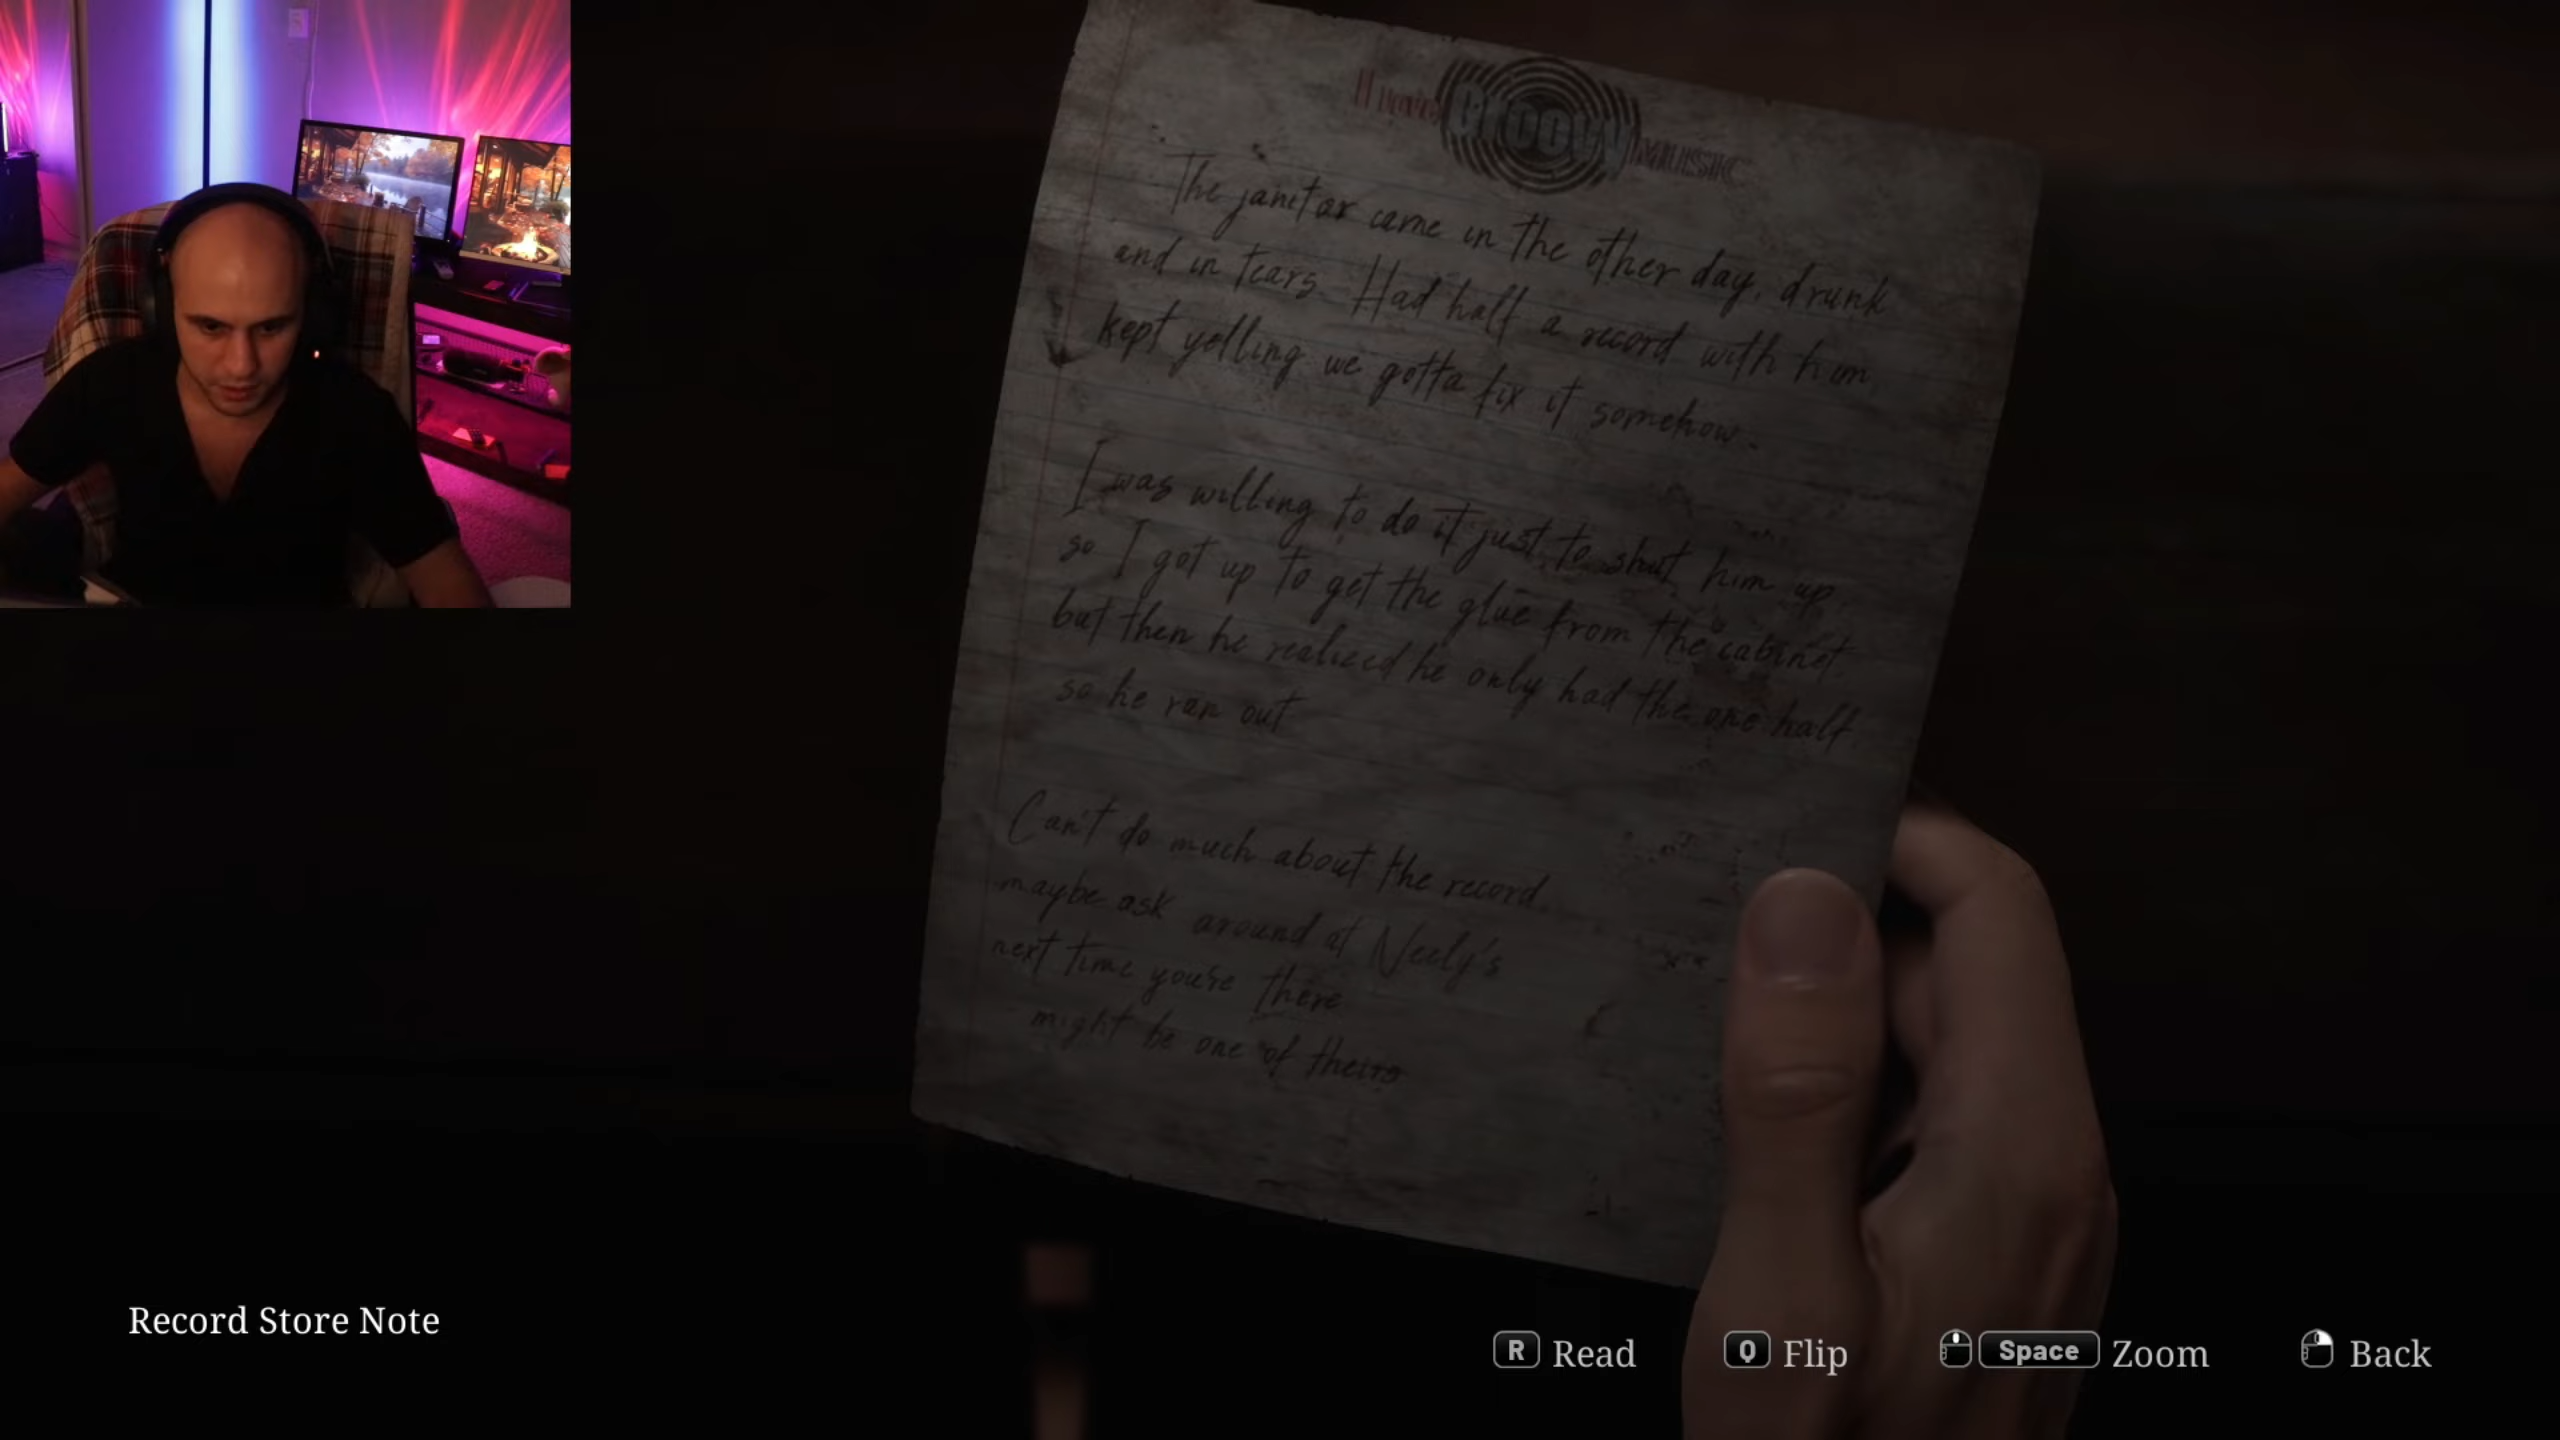 Groovy MUSIC
The janitor came in the other day, drunk
and in tears. Had half a record with him
kept yelling we gotta fix it somehow.
I was willing to do it just to shut him up
so I got up to get the glue from the cabinet.
but then he realized he only had the one half.
so he ran out
Can't do much about the record.
maybe ask around at Neely's
next time you're there
might be one of theirs
Record Store Note
R Read
Q Flip
Space Zoom
Back